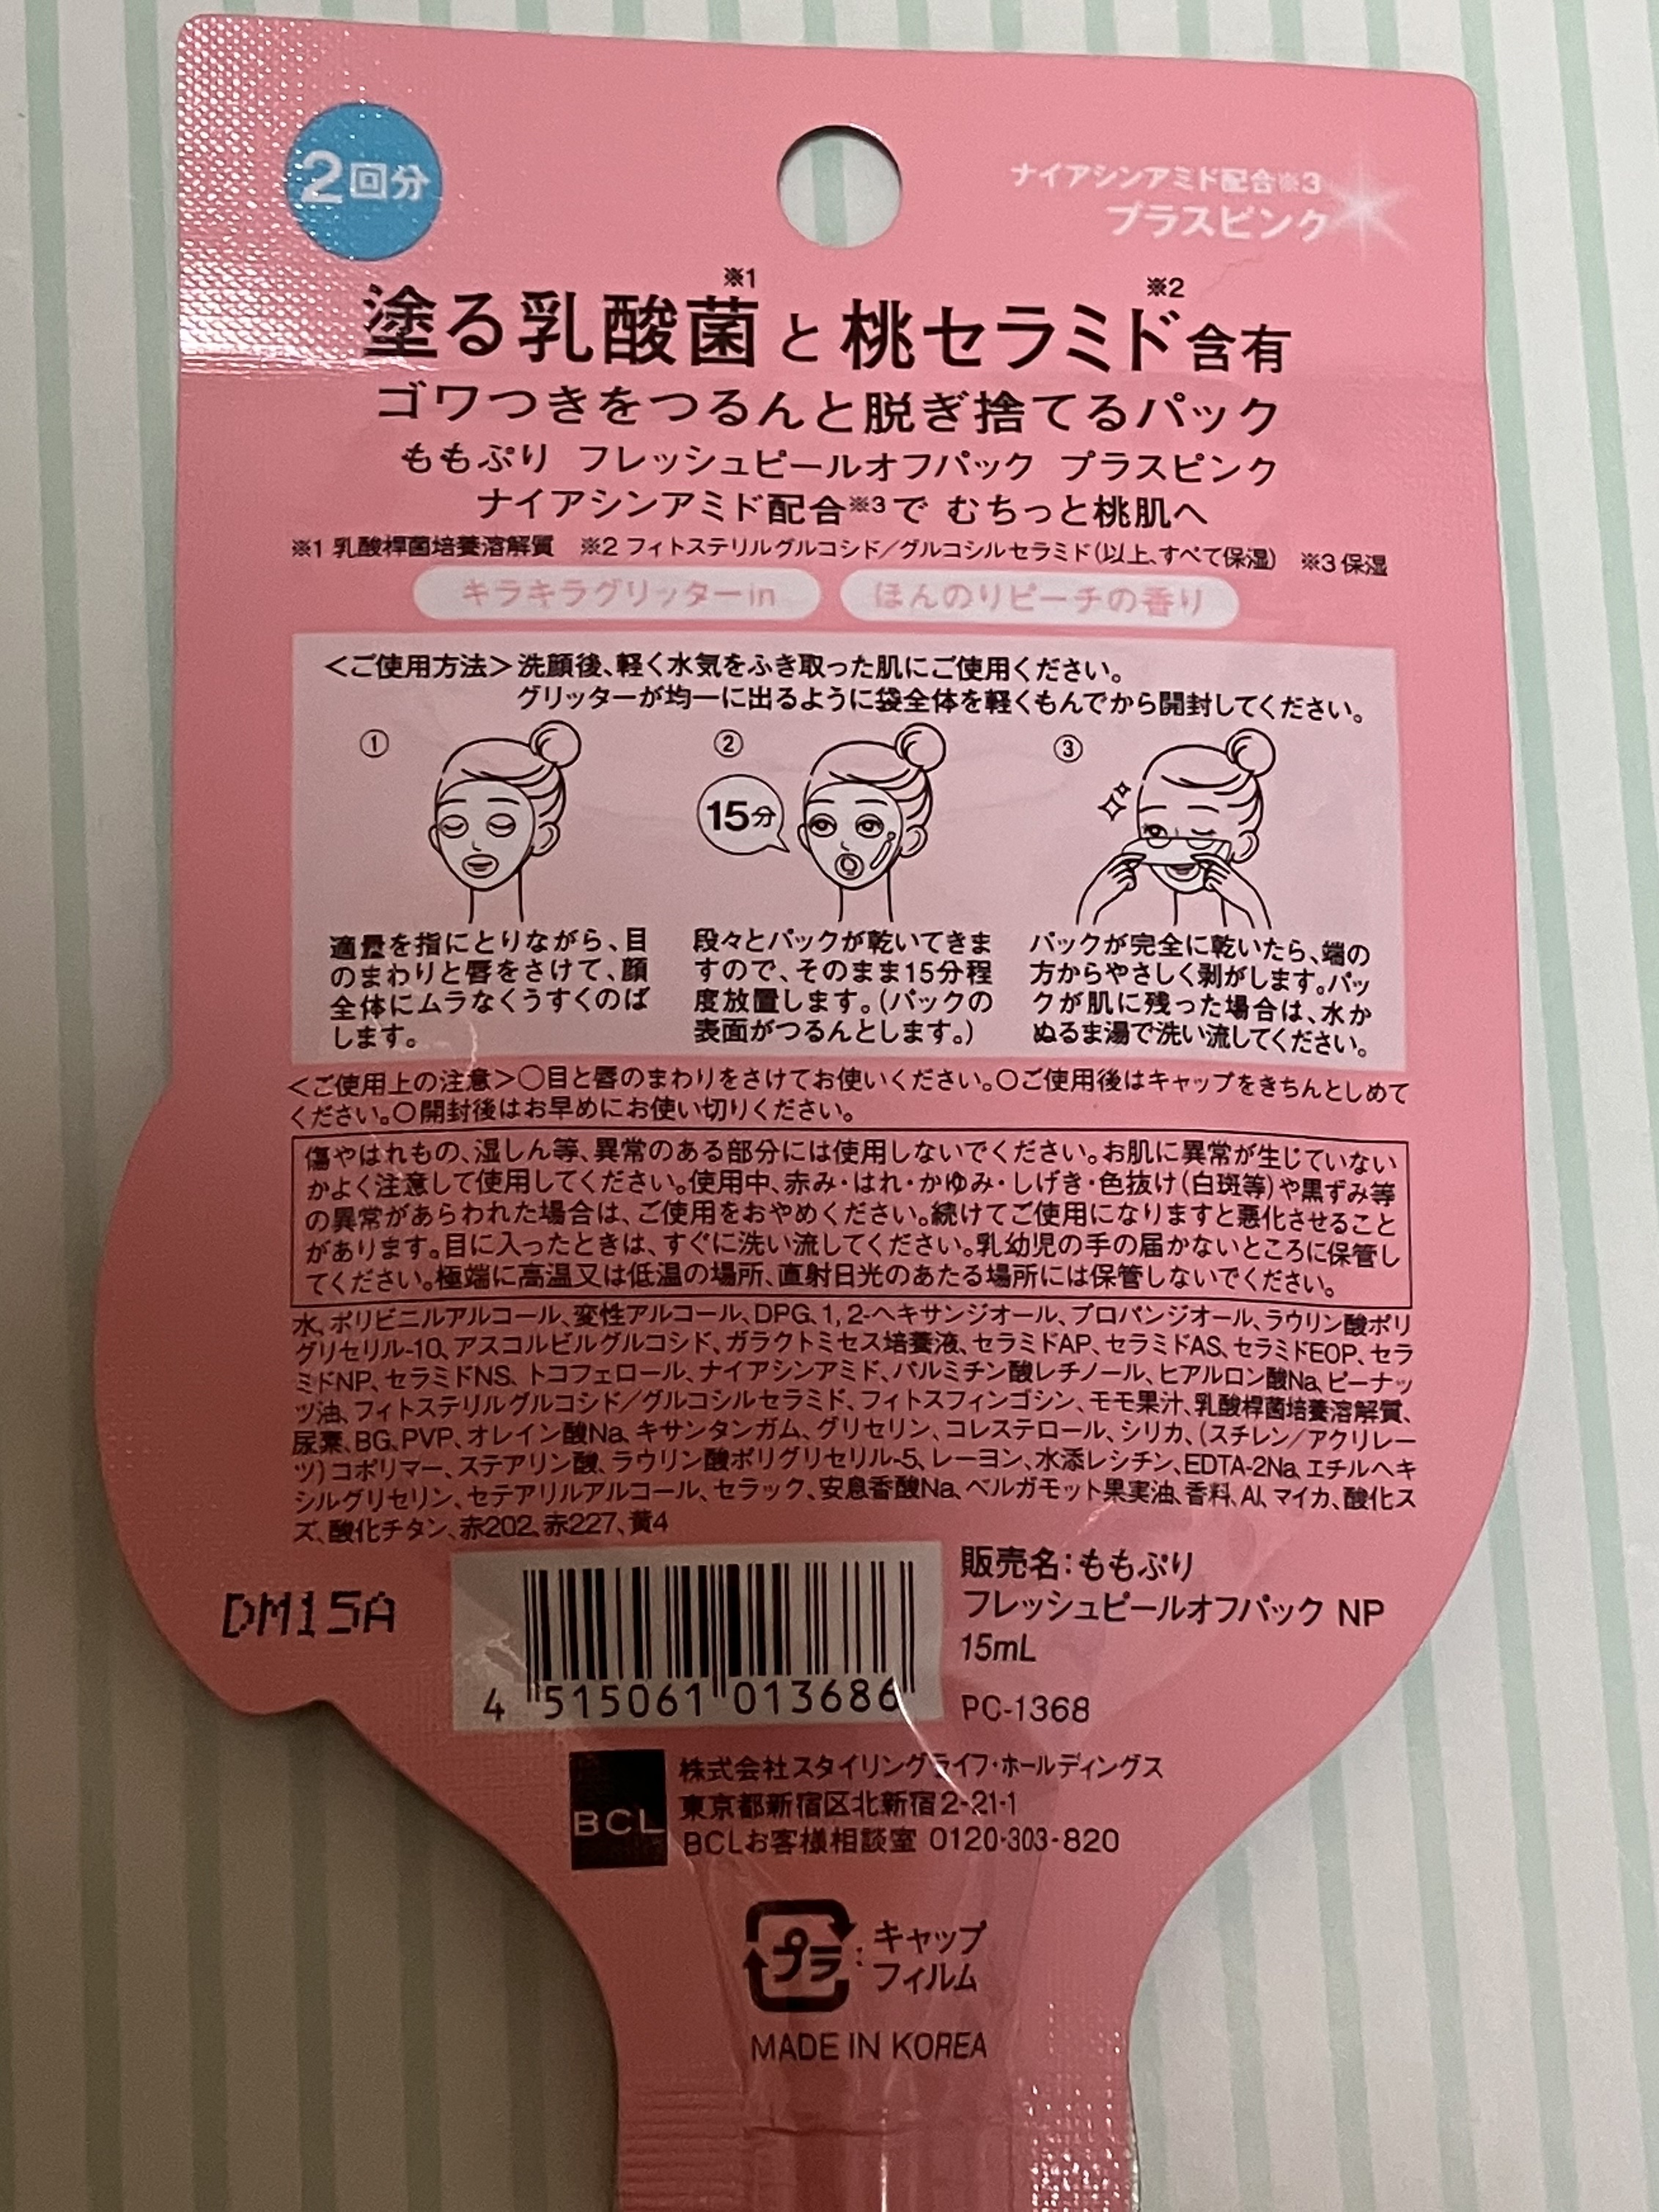 2回分
ナイアシンアミド配合※3
プラスピンク
塗る乳酸菌※1と桃セラミド※2含有
ゴワつきをつるんと脱ぎ捨てるパック
ももぷり フレッシュピールオフパック プラスピンク
ナイアシンアミド配合※3で むちっと桃肌へ
※1 乳酸桿菌培養溶解質 ※2 フィトステリルグルコシド／グルコシルセラミド（以上、すべて保湿） ※3 保湿
キラキラグリッターin ほんのりピーチの香り
＜ご使用方法＞洗顔後、軽く水気をふき取った肌にご使用ください。
グリッターが均一に出るように袋全体を軽くもんでから開封してください。
①
適量を指にとりながら、目
のまわりと唇をさけて、顔
全体にムラなくうすくのば
します。
②
15分
段々とパックが乾いてきま
すので、そのまま15分程
度放置します。（パックの
表面がつるんとします。）
③
パックが完全に乾いたら、端の
方からやさしく剥がします。パッ
クが肌に残った場合は、水か
ぬるま湯で洗い流してください。
＜ご使用上の注意＞○目と唇のまわりをさけてお使いください。○ご使用後はキャップをきちんとしめて
ください。○開封後はお早めにお使い切りください。
傷やはれもの、湿しん等、異常のある部分には使用しないでください。お肌に異常が生じていない
かよく注意して使用してください。使用中、赤み・はれ・かゆみ・しげき・色抜け（白斑等）や黒ずみ等
の異常があらわれた場合は、ご使用をおやめください。続けてご使用になりますと悪化させること
があります。目に入ったときは、すぐに洗い流してください。乳幼児の手の届かないところに保管し
てください。極端に高温又は低温の場所、直射日光のあたる場所には保管しないでください。
水、ポリビニルアルコール、変性アルコール、DPG、1，2-ヘキサンジオール、プロパンジオール、ラウリン酸ポリ
グリセリル-10、アスコルビルグルコシド、ガラクトミセス培養液、セラミドAP、セラミドAS、セラミドEOP、セラ
ミドNP、セラミドNS、トコフェロール、ナイアシンアミド、パルミチン酸レチノール、ヒアルロン酸Na、ピーナッ
ツ油、フィトステリルグルコシド／グルコシルセラミド、フィトスフィンゴシン、モモ果汁、乳酸桿菌培養溶解質、
尿素、BG、PVP、オレイン酸Na、キサンタンガム、グリセリン、コレステロール、シリカ、（スチレン／アクリレー
ツ）コポリマー、ステアリン酸、ラウリン酸ポリグリセリル-5、レーヨン、水添レシチン、EDTA-2Na、エチルヘキ
シルグリセリン、セテアリルアルコール、セラック、安息香酸Na、ベルガモット果実油、香料、Al、マイカ、酸化ス
ズ、酸化チタン、赤202、赤227、黄4
DM15A
4 515061 013686
販売名：ももぷり
フレッシュピールオフパック NP
15mL
PC-1368
BCL
株式会社スタイリングライフ・ホールディングス
東京都新宿区北新宿2-21-1
BCLお客様相談室 0120-303-820
プラ：キャップ
フィルム
MADE IN KOREA